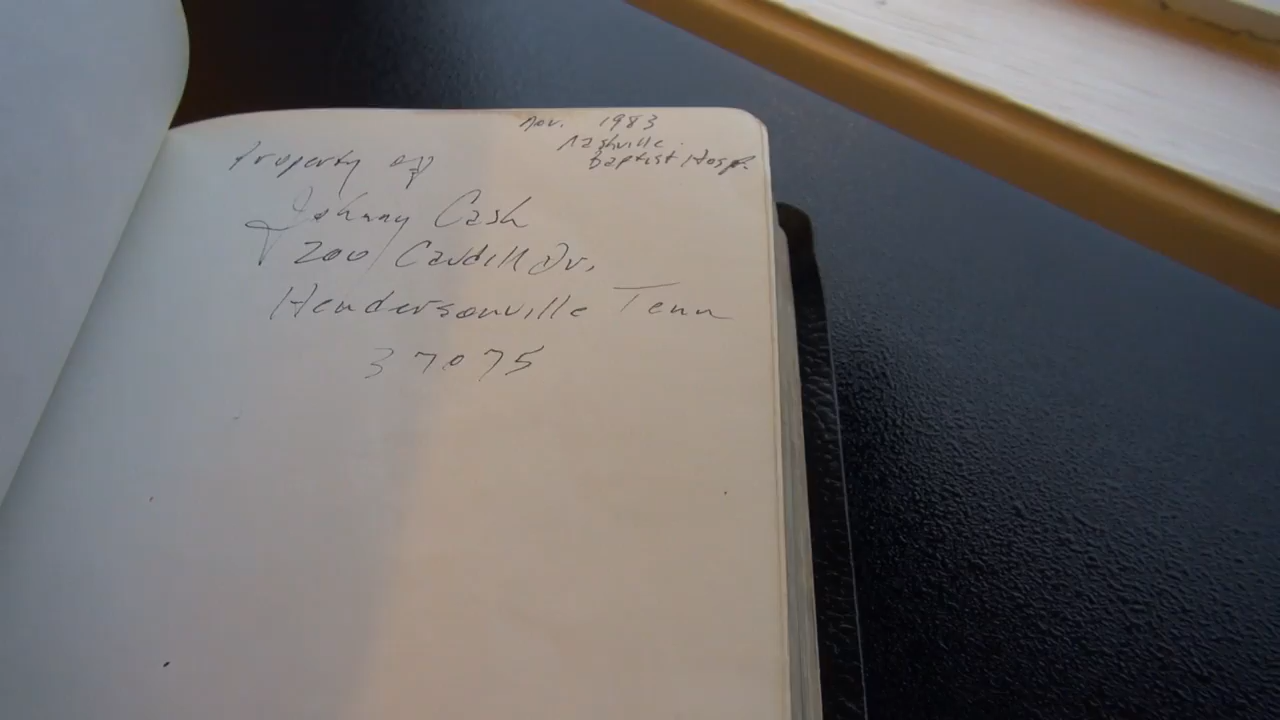 Nov. 1983
Nashville
Baptist Hosp.
Property of
Johnny Cash
200 Caudill Dr.
Hendersonville Tenn
37075